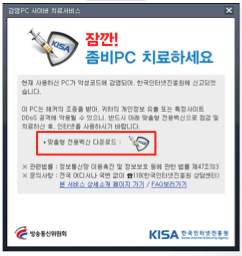 감염PC 사이버 치료서비스
KISA
잠깐!
좀비PC 치료하세요
현재 사용하신 PC가 악성코드에 감염되어, 한국인터넷진흥원에 신고되었
습니다.
이 PC는 해커의 조종을 받아, 귀하의 개인정보 유출 또는 특정사이트
DDoS 공격에 악용될 수 있으니, 반드시 아래 맞춤형 전용백신으로 점검 및
치료하신 후, 인터넷을 사용하시기 바랍니다.
• 맞춤형 전용백신 다운로드 :
※ 관련법률 : 정보통신망 이용촉진 및 정보보호 등에 관한 법률 제47조의3
※ 문의사항 : 전국 어디서나 국번 없이 ☎118(한국인터넷진흥원 상담센터)
본 서비스 상세소개 페이지 가기 / FAQ보러가기
방송통신위원회
KISA 한국인터넷진흥원
Korea Internet & Security Agency